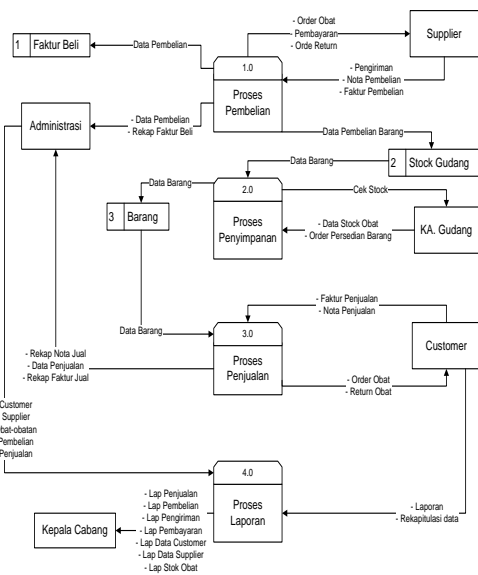 - Order Obat
- Pembayaran
- Orde Return
Supplier
1 Faktur Beli
Data Pembelian
1.0
Proses
Pembelian
- Pengiriman
- Nota Pembelian
- Faktur Pembelian
Administrasi
- Data Pembelian
- Rekap Faktur Beli
Data Pembelian Barang
Data Barang
2 Stock Gudang
Data Barang
2.0
Proses
Penyimpanan
Cek Stock
3 Barang
- Data Stock Obat
- Order Persedian Barang
KA. Gudang
- Faktur Penjualan
- Nota Penjualan
Data Barang
3.0
Proses
Penjualan
Customer
- Rekap Nota Jual
- Data Penjualan
- Rekap Faktur Jual
- Order Obat
- Return Obat
Customer
Supplier
bat-obatan
Pembelian
Penjualan
4.0
Proses
Laporan
- Laporan
- Rekapitulasi data
Kepala Cabang
- Lap Penjualan
- Lap Pembelian
- Lap Pengiriman
- Lap Pembayaran
- Lap Data Customer
- Lap Data Supplier
- Lap Stok Obat